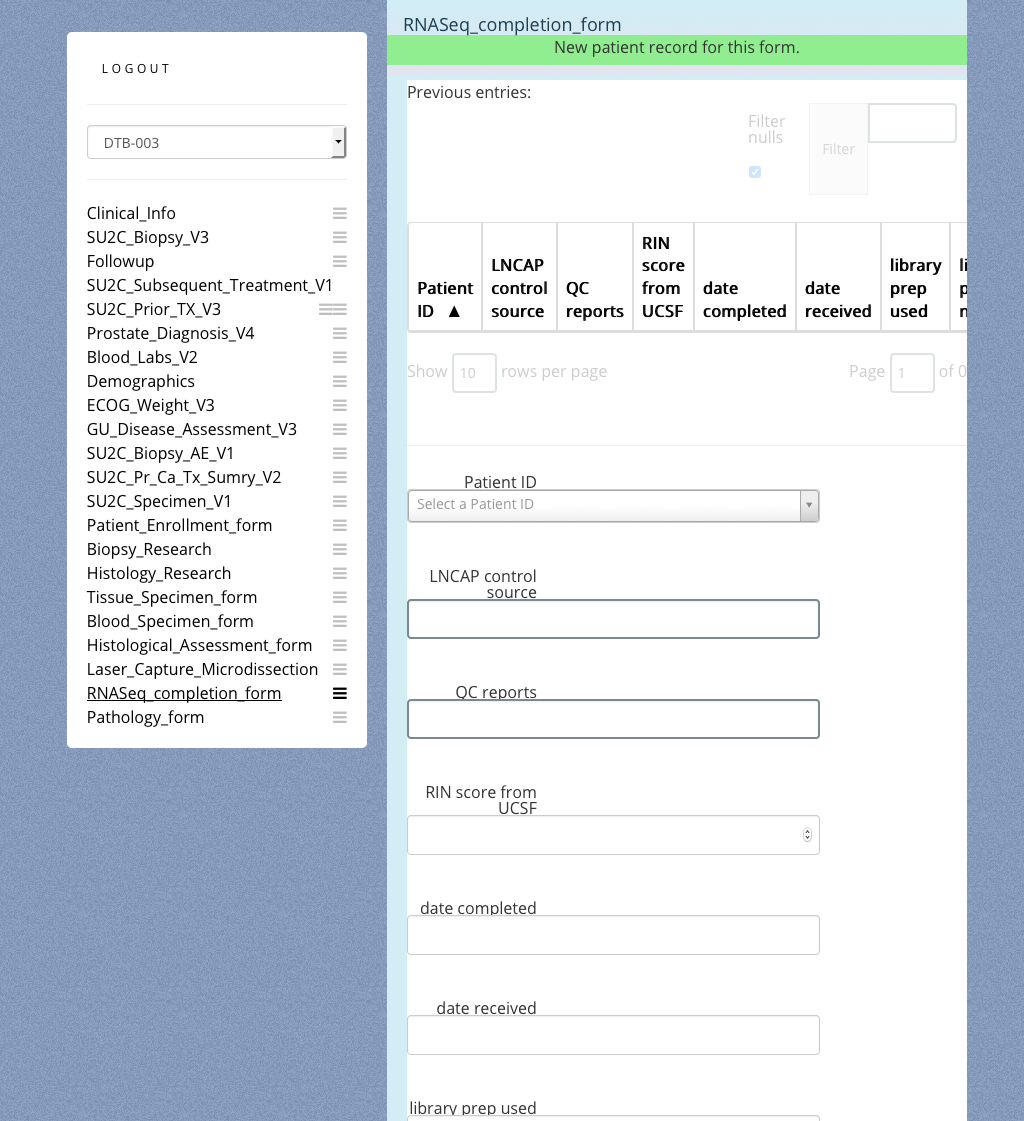 LOGOUT
DTB-003
Clinical_Info
SU2C_Biopsy_V3
Followup
SU2C_Subsequent_Treatment_V1
SU2C_Prior_TX_V3
Prostate_Diagnosis_V4
Blood_Labs_V2
Demographics
ECOG_Weight_V3
GU_Disease_Assessment_V3
SU2C_Biopsy_AE_V1
SU2C_Pr_Ca_Tx_Sumry_V2
SU2C_Specimen_V1
Patient_Enrollment_form
Biopsy_Research
Histology_Research
Tissue_Specimen_form
Blood_Specimen_form
Histological_Assessment_form
Laser_Capture_Microdissection
RNASeq_completion_form
Pathology_form
RNASeq_completion_form
New patient record for this form.
Previous entries:
Filter
nulls
Filter
Patient
ID ▲
LNCAP
control
source
QC
reports
RIN
score
from
UCSF
date
completed
date
received
library
prep
used
Show 10 rows per page
Page 1 of 0
Patient ID
Select a Patient ID
LNCAP control
source
QC reports
RIN score from
UCSF
date completed
date received
library prep used